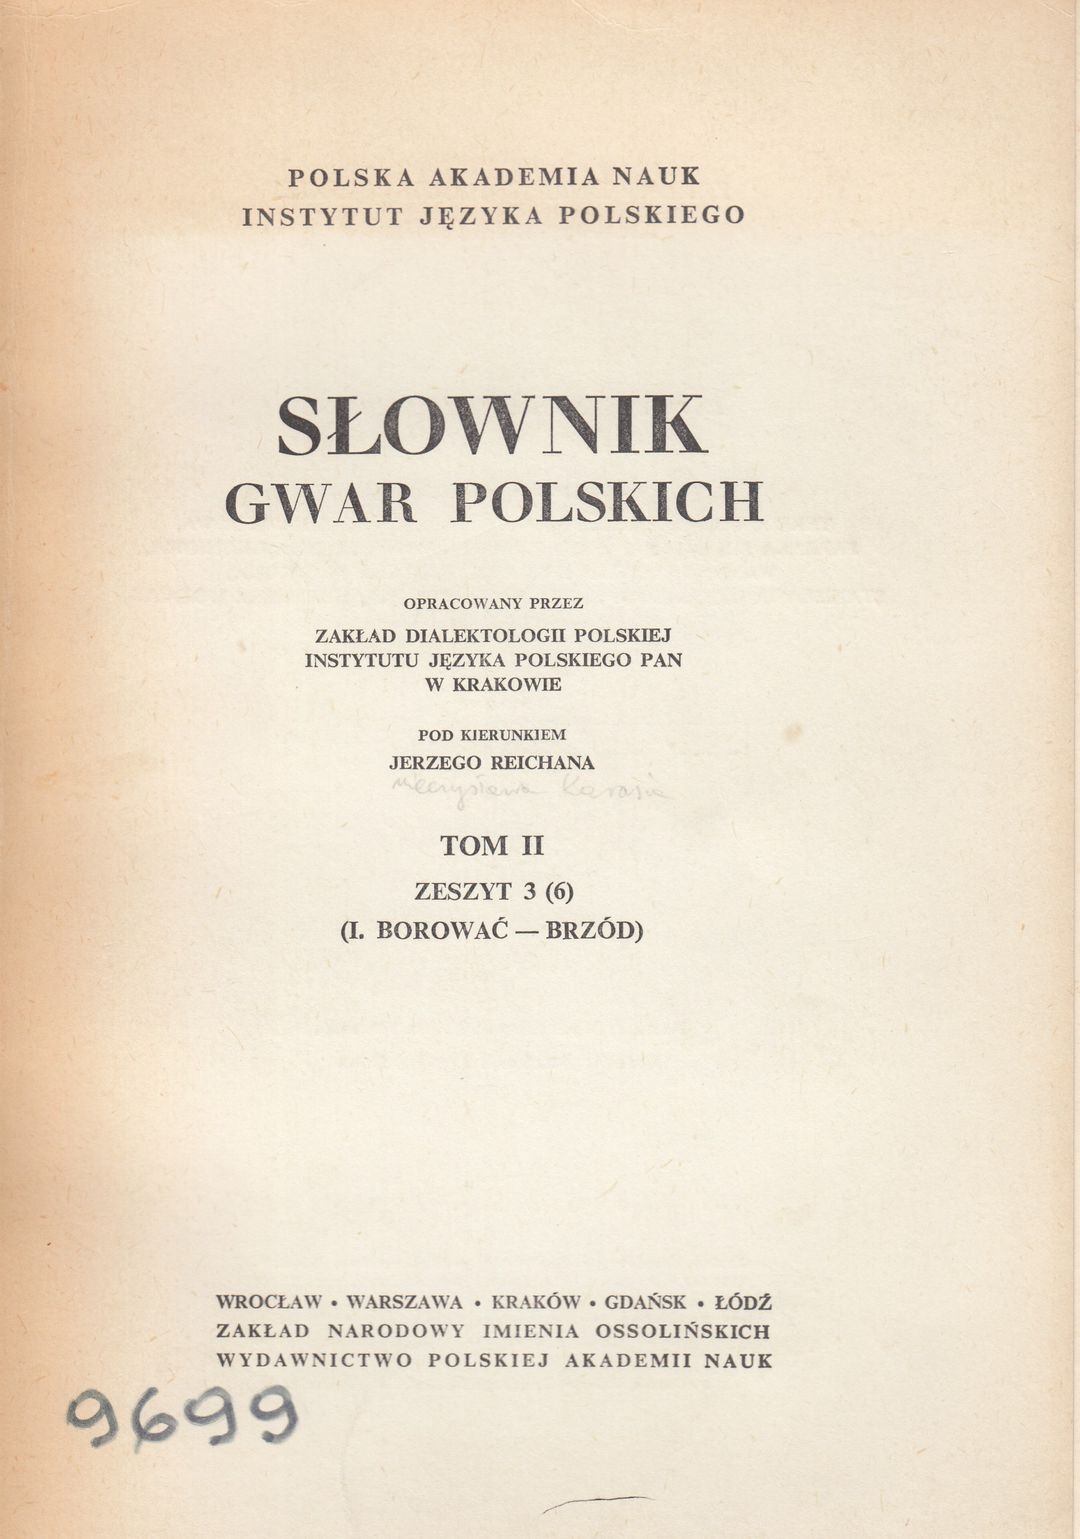 POLSKA AKADEMIA NAUK
INSTYTUT JĘZYKA POLSKIEGO
SŁOWNIK
GWAR POLSKICH
OPRACOWANY PRZEZ
ZAKŁAD DIALEKTOLOGII POLSKIEJ
INSTYTUTU JĘZYKA POLSKIEGO PAN
W KRAKOWIE
POD KIERUNKIEM
JERZEGO REICHANA
Mieczysława Karasia
TOM II
ZESZYT 3 (6)
(I. BOROWAĆ — BRZÓD)
WROCŁAW • WARSZAWA • KRAKÓW • GDAŃSK • ŁÓDŹ
ZAKŁAD NARODOWY IMIENIA OSSOLIŃSKICH
WYDAWNICTWO POLSKIEJ AKADEMII NAUK
9699